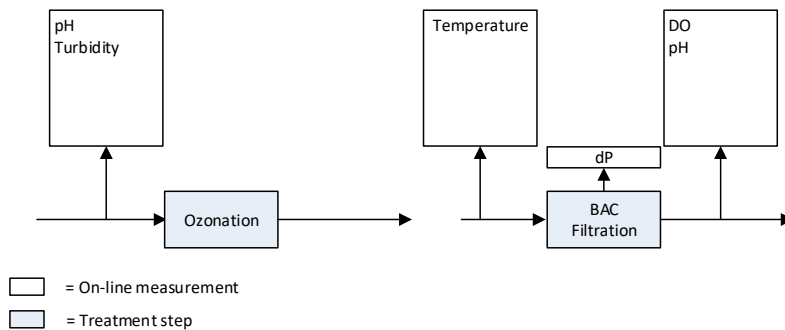 pH
Turbidity
Temperature
DO
pH
dP
Ozonation
BAC
Filtration
= On-line measurement
= Treatment step